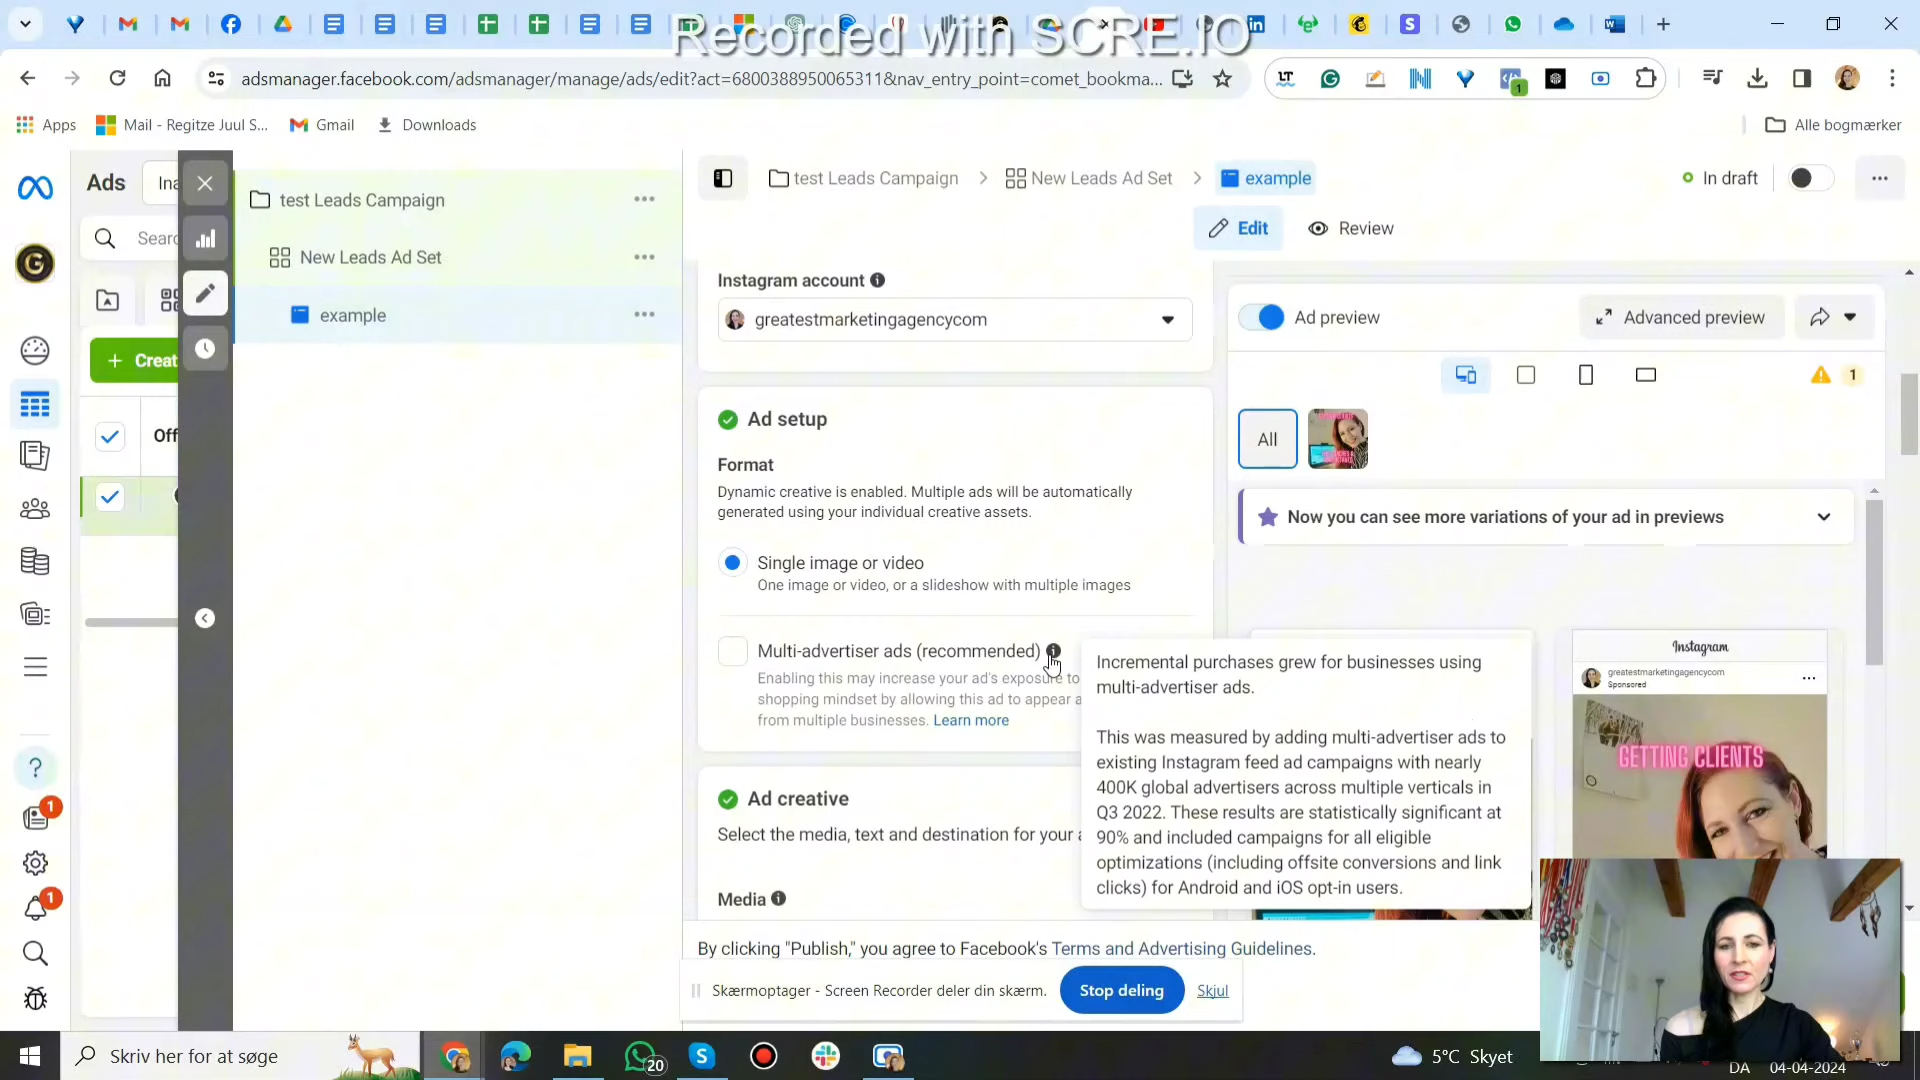 Recorded with SCRE.IO
adsmanager.facebook.com/adsmanager/manage/ads/edit?act=6800388950065311&nav_entry_point=comet_bookma...
1
Apps
Mail - Regitze Juul S...
Gmail
Downloads
Alle bogmærker
Ads
Ina
test Leads Campaign
New Leads Ad Set
example
In draft
Sear
test Leads Campaign
Edit
Review
New Leads Ad Set
example
Creat
Off
Instagram account
greatestmarketingagencycom
Ad preview
Advanced preview
1
All
Ad setup
Format
Dynamic creative is enabled. Multiple ads will be automatically
generated using your individual creative assets.
Now you can see more variations of your ad in previews
Single image or video
One image or video, or a slideshow with multiple images
Multi-advertiser ads (recommended)
Enabling this may increase your ad's exposure to
shopping mindset by allowing this ad to appear a
from multiple businesses. Learn more
Incremental purchases grew for businesses using
multi-advertiser ads.
This was measured by adding multi-advertiser ads to
existing Instagram feed ad campaigns with nearly
400K global advertisers across multiple verticals in
Q3 2022. These results are statistically significant at
90% and included campaigns for all eligible
optimizations (including offsite conversions and link
clicks) for Android and iOS opt-in users.
Instagram
greatestmarketingagencycom
Sponsored
GETTING CLIENTS
Ad creative
Select the media, text and destination for your a
Media
1
1
By clicking "Publish," you agree to Facebook's Terms and Advertising Guidelines.
Skærmoptager - Screen Recorder deler din skærm.
Stop deling
Skjul
Skriv her for at søge
20
5°C Skyet
DA
04-04-2024